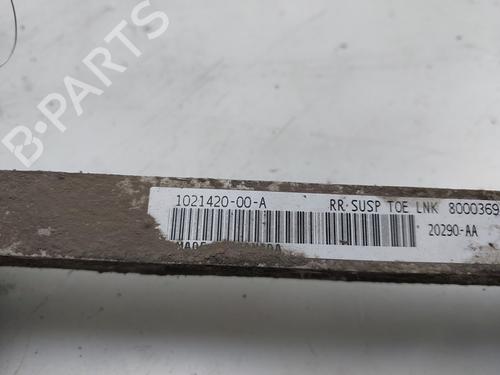 B-PARTS
1021420-00-A RR SUSP TOE LNK 8000369
20290-AA